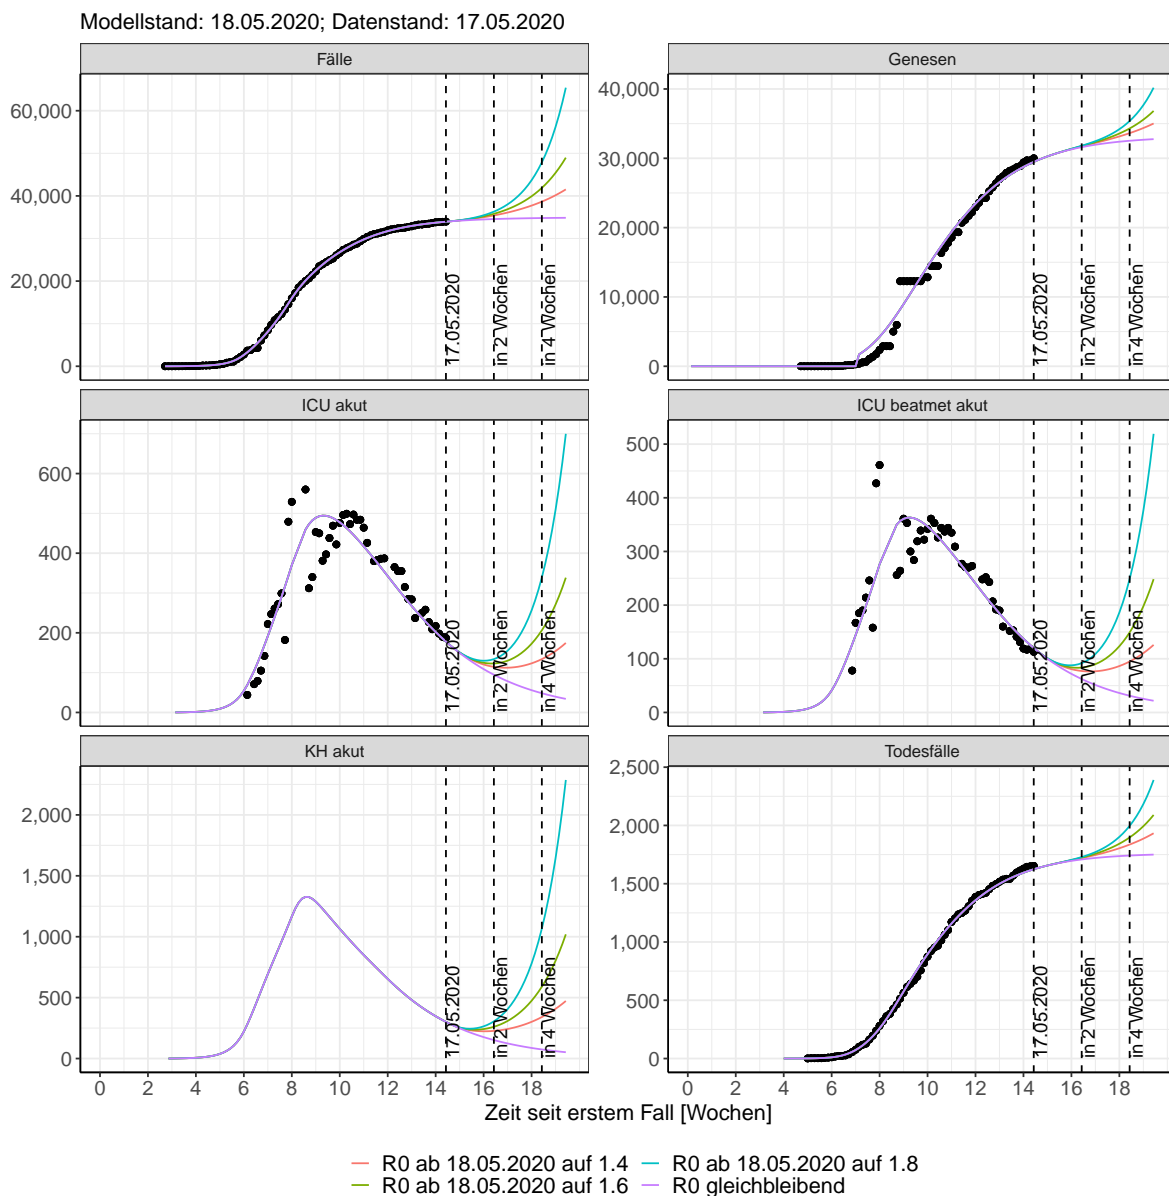 Modellstand: 18.05.2020; Datenstand: 17.05.2020
Fälle
Genesen
60,000
40,000
20,000
0
17.05.2020
in 2 Wochen
in 4 Wochen
40,000
30,000
20,000
10,000
0
17.05.2020
in 2 Wochen
in 4 Wochen
ICU akut
ICU beatmet akut
600
400
200
0
17.05.2020
in 2 Wochen
in 4 Wochen
500
400
300
200
100
0
17.05.2020
in 2 Wochen
in 4 Wochen
KH akut
Todesfälle
2,000
1,500
1,000
500
0
17.05.2020
in 2 Wochen
in 4 Wochen
2,500
2,000
1,500
1,000
500
0
17.05.2020
in 2 Wochen
in 4 Wochen
0 2 4 6 8 10 12 14 16 18
0 2 4 6 8 10 12 14 16 18
Zeit seit erstem Fall [Wochen]
R0 ab 18.05.2020 auf 1.4
R0 ab 18.05.2020 auf 1.8
R0 ab 18.05.2020 auf 1.6
R0 gleichbleibend